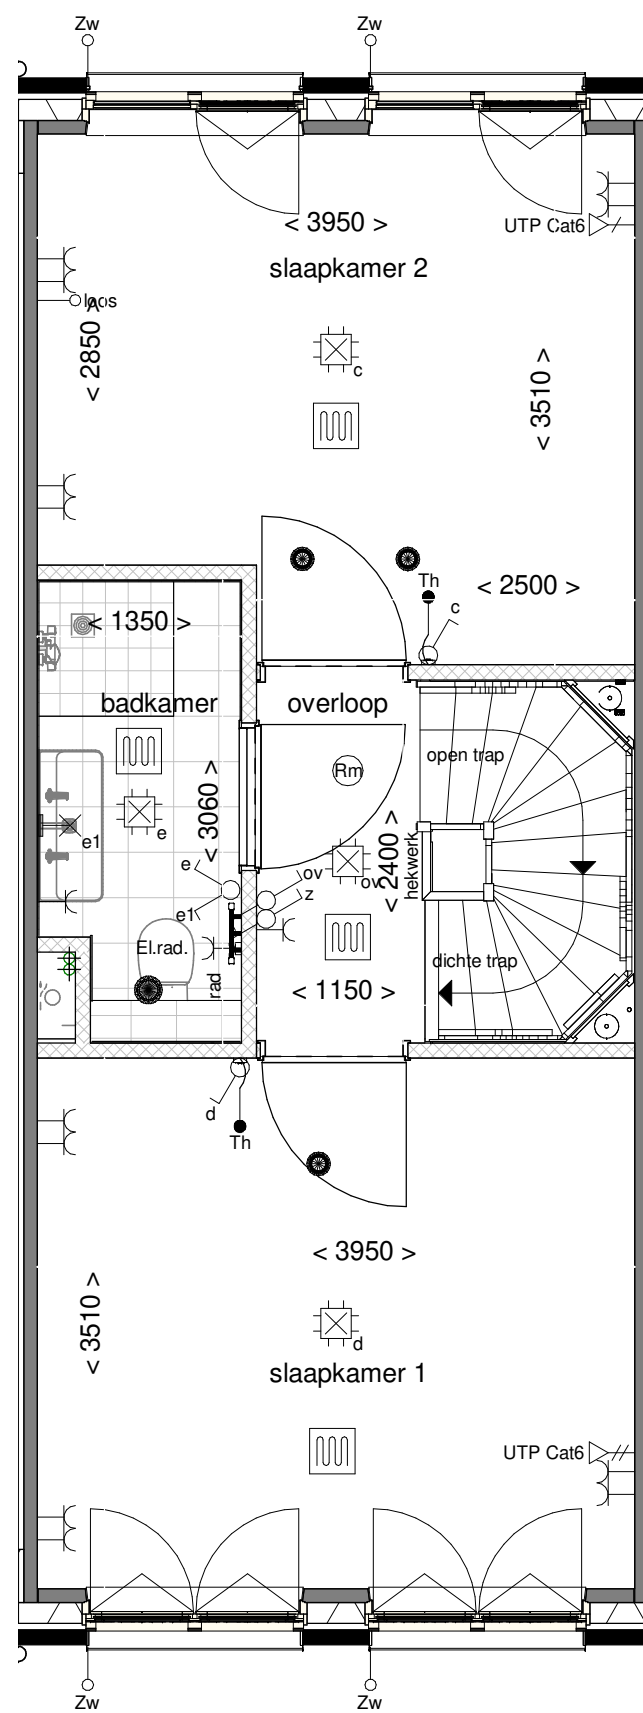 Zw
Zw
< 3950 >
UTP Cat6
slaapkamer 2
loos
< 2850 >
c
< 3510 >
Th
c
< 2500 >
< 1350 >
badkamer
overloop
open trap
Rm
e
e1
< 3060 >
< 2400 >
hekwerk
e
ov
ov
e1
z
El.rad.
rad
dichte trap
< 1150 >
d
Th
< 3950 >
< 3510 >
d
slaapkamer 1
UTP Cat6
Zw
Zw